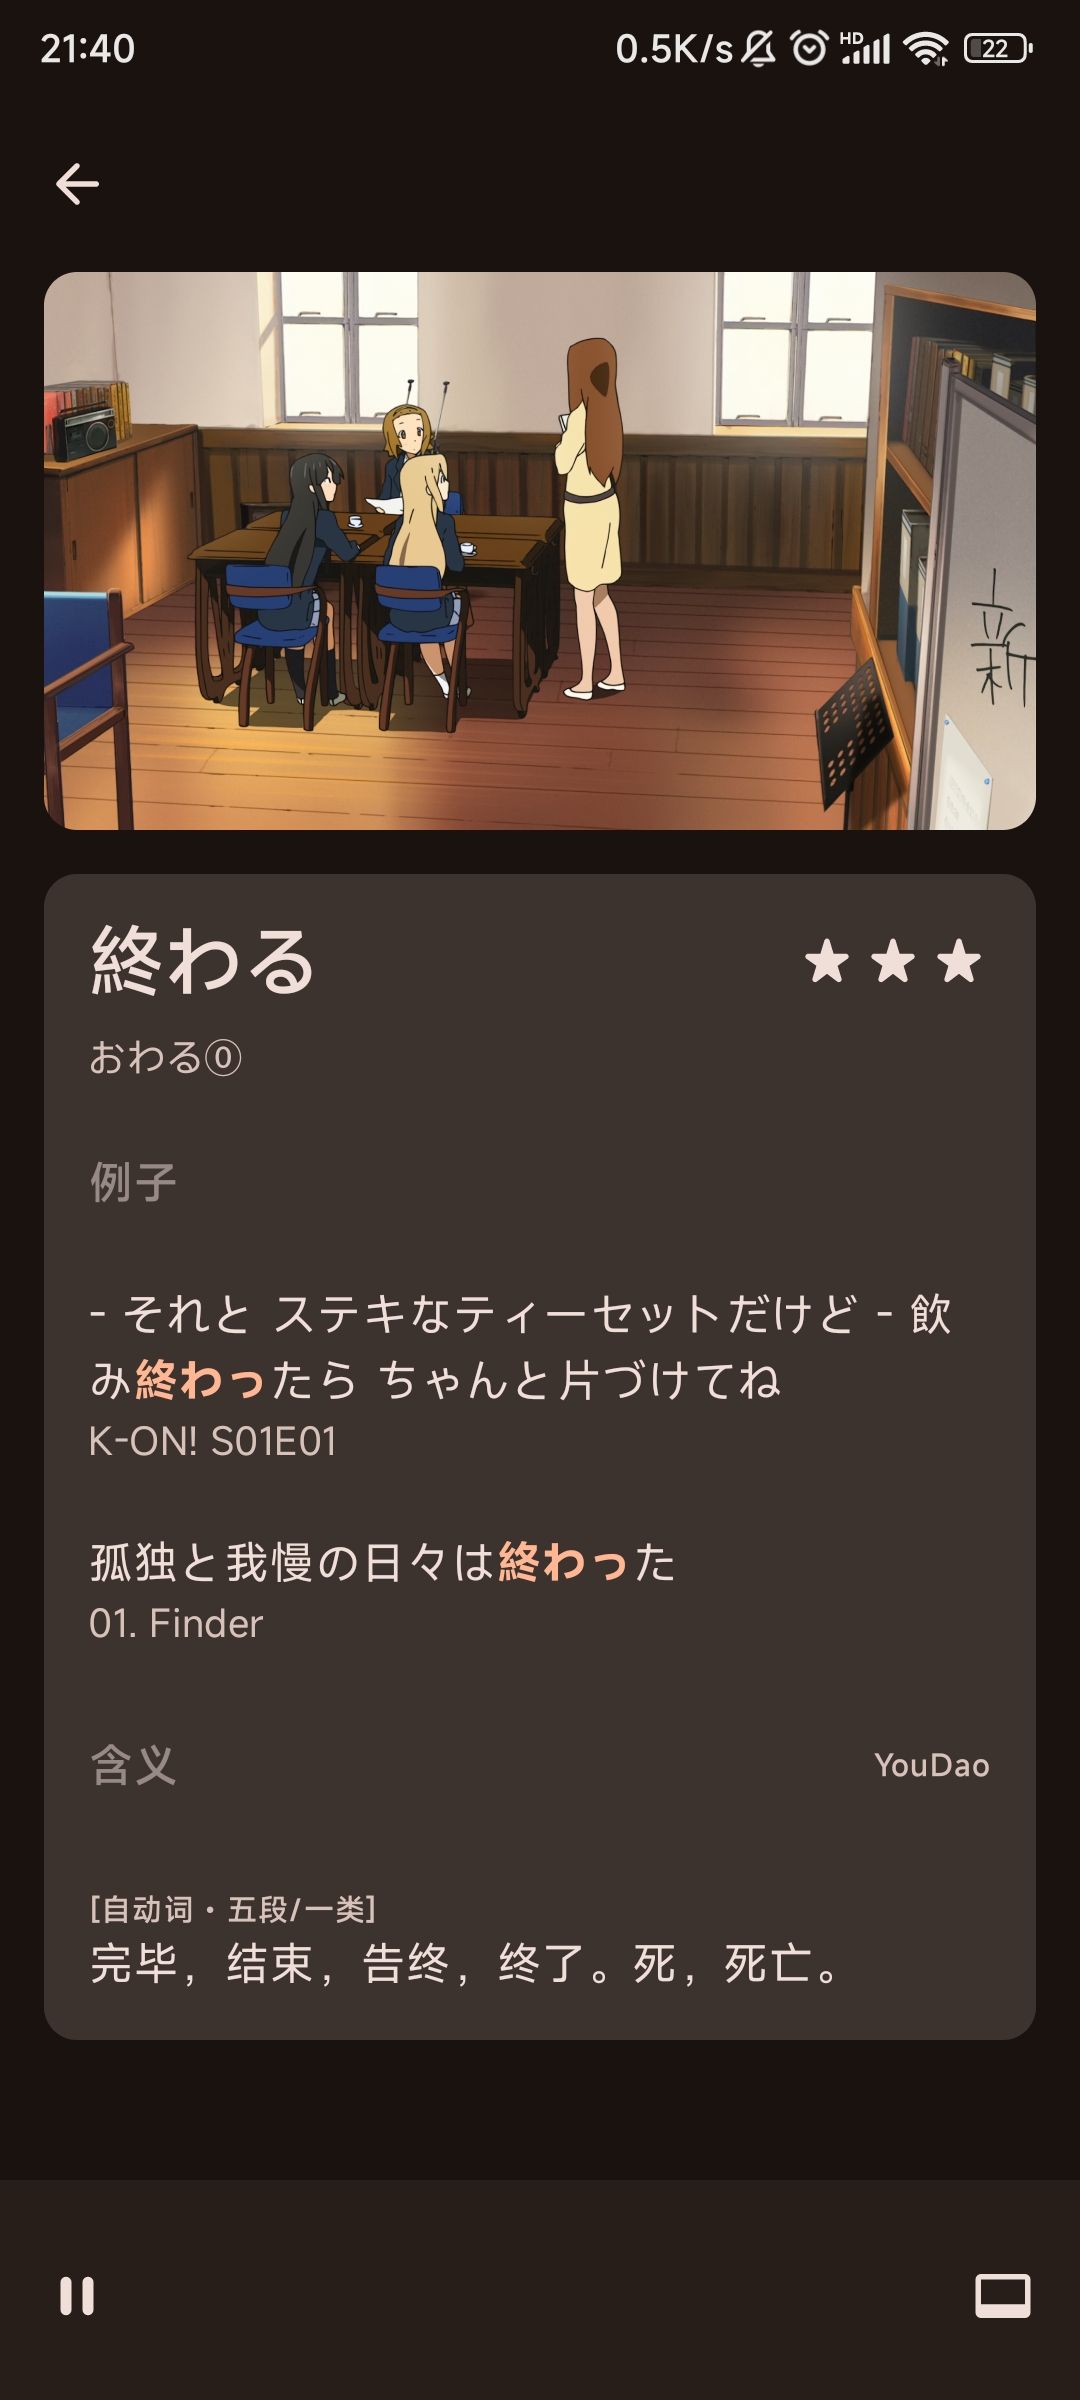 21:40
0.5K/s
HD
22
新
終わる
おわる⓪
例子
- それと ステキなティーセットだけど - 飲
み終わったら ちゃんと片づけてね
K-ON! S01E01
孤独と我慢の日々は終わった
01. Finder
含义
YouDao
[自动词・五段/一类]
完毕，结束，告终，终了。死，死亡。